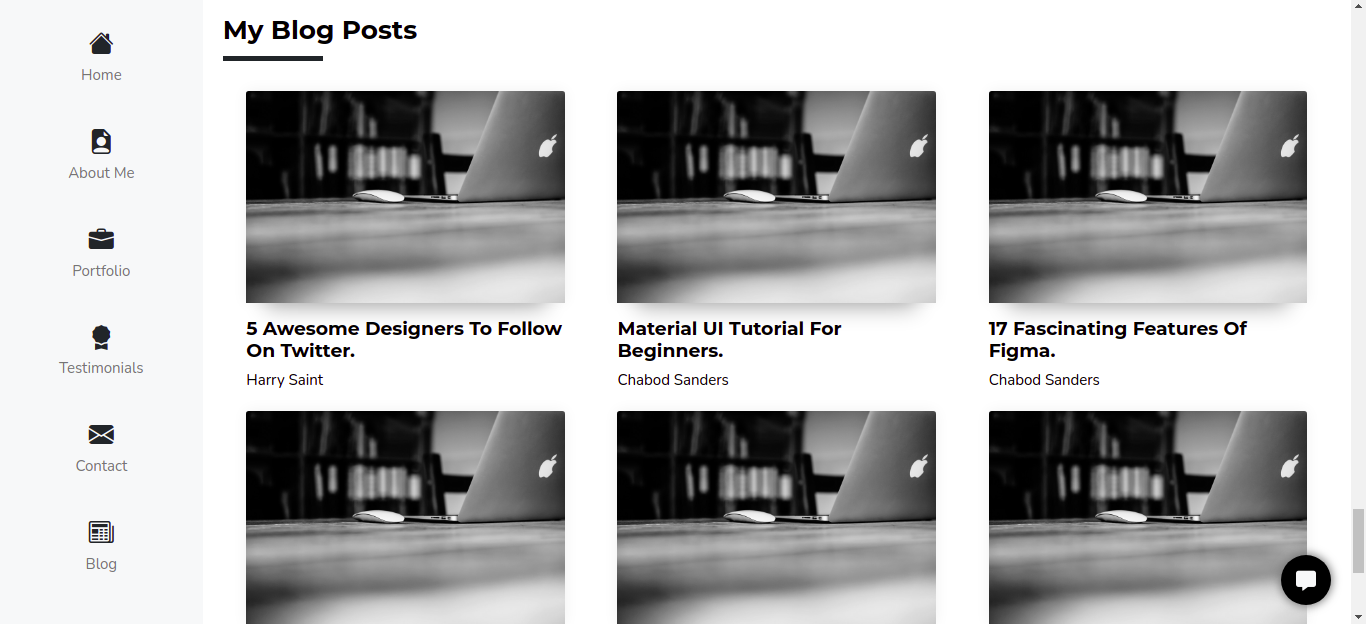 My Blog Posts
Home
About Me
Portfolio
Testimonials
Contact
Blog
5 Awesome Designers To Follow
On Twitter.
Harry Saint
Material UI Tutorial For
Beginners.
Chabod Sanders
17 Fascinating Features Of
Figma.
Chabod Sanders